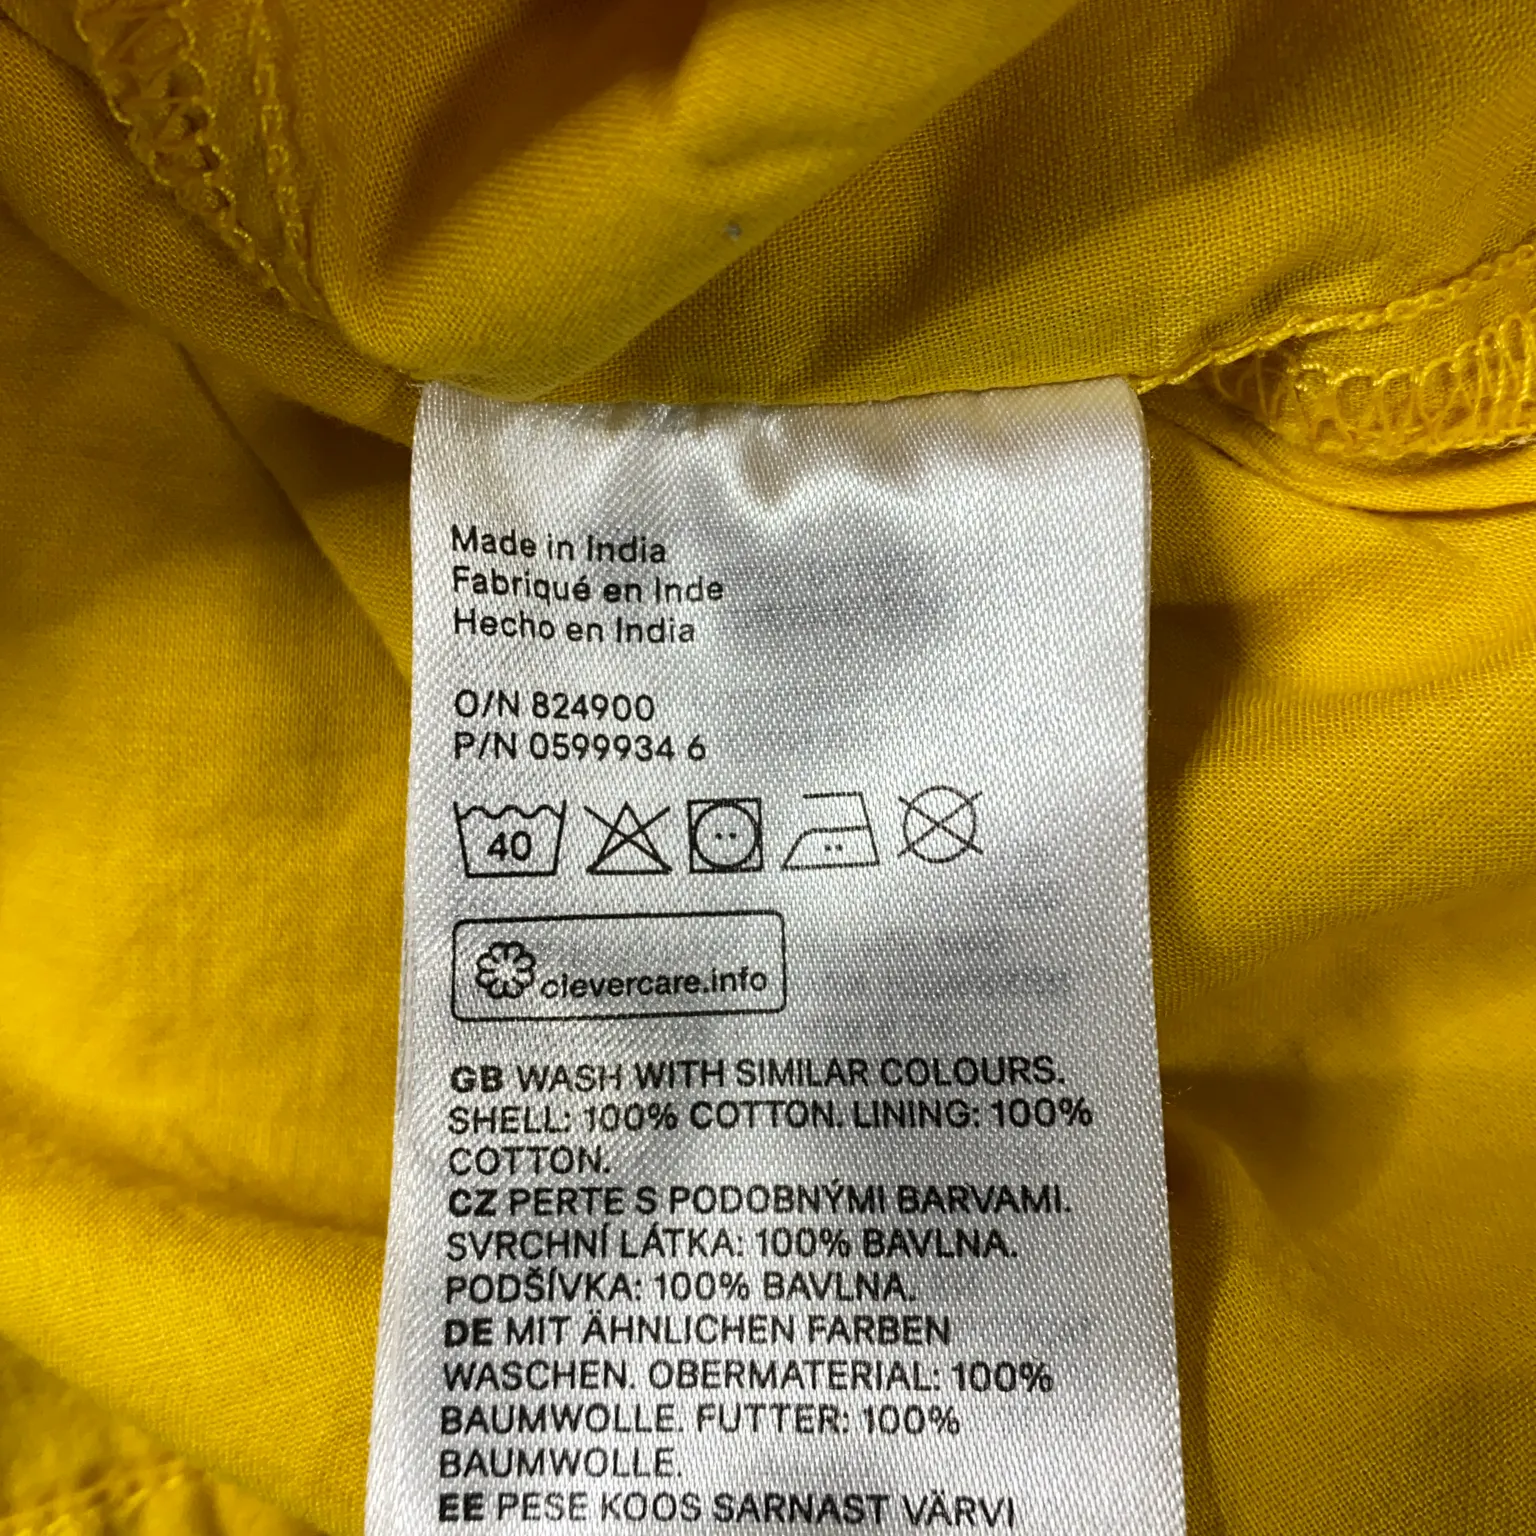 Made in India
Fabriqué en Inde
Hecho en India
O/N 824900
P/N 0599934 6
40
clevercare.info
GB WASH WITH SIMILAR COLOURS.
SHELL: 100% COTTON. LINING: 100%
COTTON.
CZ PERTE S PODOBNÝMI BARVAMI.
SVRCHNÍ LÁTKA: 100% BAVLNA.
PODŠÍVKA: 100% BAVLNA.
DE MIT ÄHNLICHEN FARBEN
WASCHEN. OBERMATERIAL: 100%
BAUMWOLLE. FUTTER: 100%
BAUMWOLLE.
EE PESE KOOS SARNAST VÄRVI